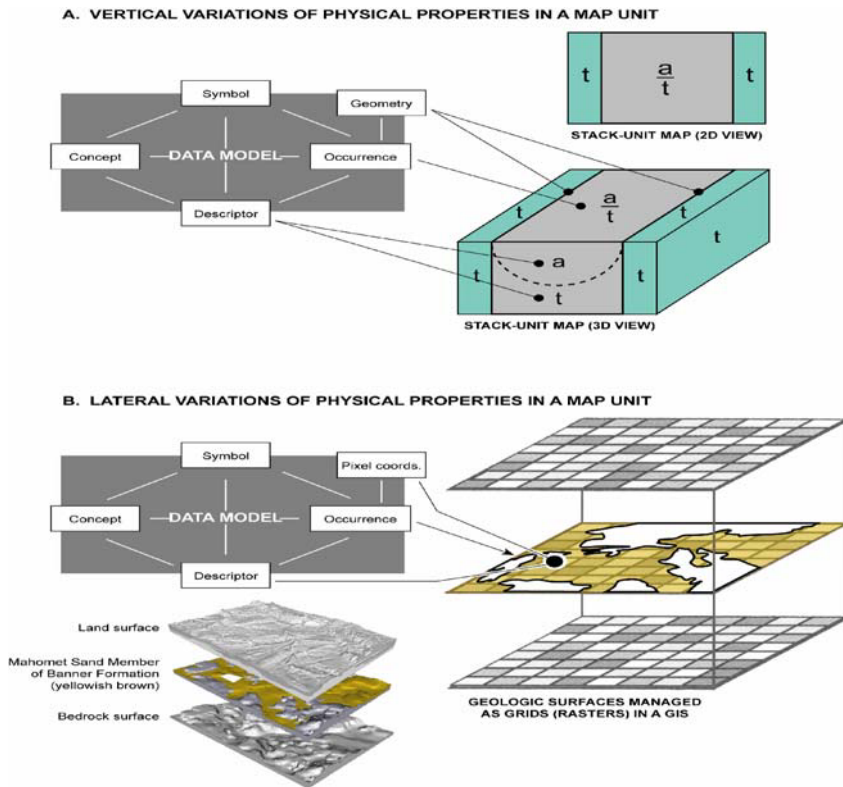 A. VERTICAL VARIATIONS OF PHYSICAL PROPERTIES IN A MAP UNIT
Symbol
Geometry
Concept
DATA MODEL
Occurrence
Descriptor
t
a
t
t
STACK-UNIT MAP (2D VIEW)
t
a
t
t
t
t
a
t
t
STACK-UNIT MAP (3D VIEW)
B. LATERAL VARIATIONS OF PHYSICAL PROPERTIES IN A MAP UNIT
Symbol
Pixel coords.
Concept
DATA MODEL
Occurrence
Descriptor
Land surface
Mahomet Sand Member
of Banner Formation
(yellowish brown)
Bedrock surface
GEOLOGIC SURFACES MANAGED
AS GRIDS (RASTERS) IN A GIS